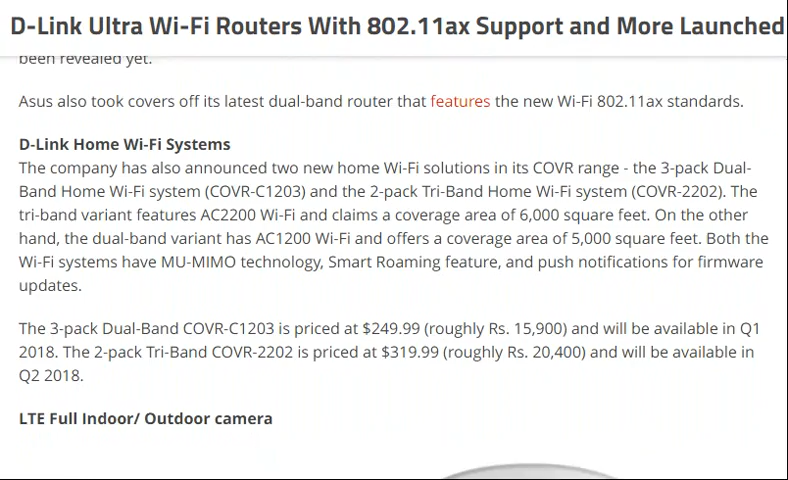 D-Link Ultra Wi-Fi Routers With 802.11ax Support and More Launched
been revealed yet.
Asus also took covers off its latest dual-band router that features the new Wi-Fi 802.11ax standards.
D-Link Home Wi-Fi Systems
The company has also announced two new home Wi-Fi solutions in its COVR range - the 3-pack Dual-
Band Home Wi-Fi system (COVR-C1203) and the 2-pack Tri-Band Home Wi-Fi system (COVR-2202). The
tri-band variant features AC2200 Wi-Fi and claims a coverage area of 6,000 square feet. On the other
hand, the dual-band variant has AC1200 Wi-Fi and offers a coverage area of 5,000 square feet. Both the
Wi-Fi systems have MU-MIMO technology, Smart Roaming feature, and push notifications for firmware
updates.
The 3-pack Dual-Band COVR-C1203 is priced at $249.99 (roughly Rs. 15,900) and will be available in Q1
2018. The 2-pack Tri-Band COVR-2202 is priced at $319.99 (roughly Rs. 20,400) and will be available in
Q2 2018.
LTE Full Indoor/ Outdoor camera